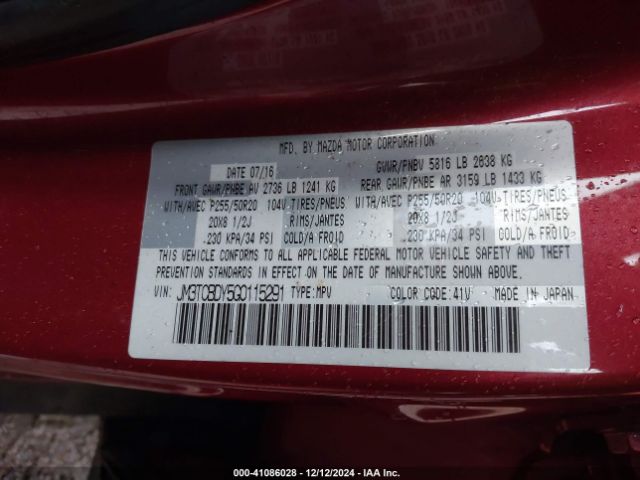 MFD. BY MAZDA MOTOR CORPORATION
DATE 07/16
GVWR/PNBV 5816 LB 2638 KG
FRONT GAWR/PNBE AV 2736 LB 1241 KG
REAR GAWR/PNBE AR 3159 LB 1433 KG
WITH/AVEC P255/50R20 104V TIRES/PNEUS
WITH/AVEC P255/50R20 104V TIRES/PNEUS
20X8 1/2J RIMS/JANTES
20X8 1/2J RIMS/JANTES
230 KPA/34 PSI COLD/A FROID
230 KPA/34 PSI COLD/A FROID
THIS VEHICLE CONFORMS TO ALL APPLICABLE FEDERAL MOTOR VEHICLE SAFETY AND THEFT
PREVENTION STANDARDS IN EFFECT ON THE DATE OF MANUFACTURE SHOWN ABOVE.
VIN: JM3TCBDY5G0115291 TYPE: MPV COLOR CODE: 41V MADE IN JAPAN
000-41086028 - 12/12/2024 - IAA Inc.